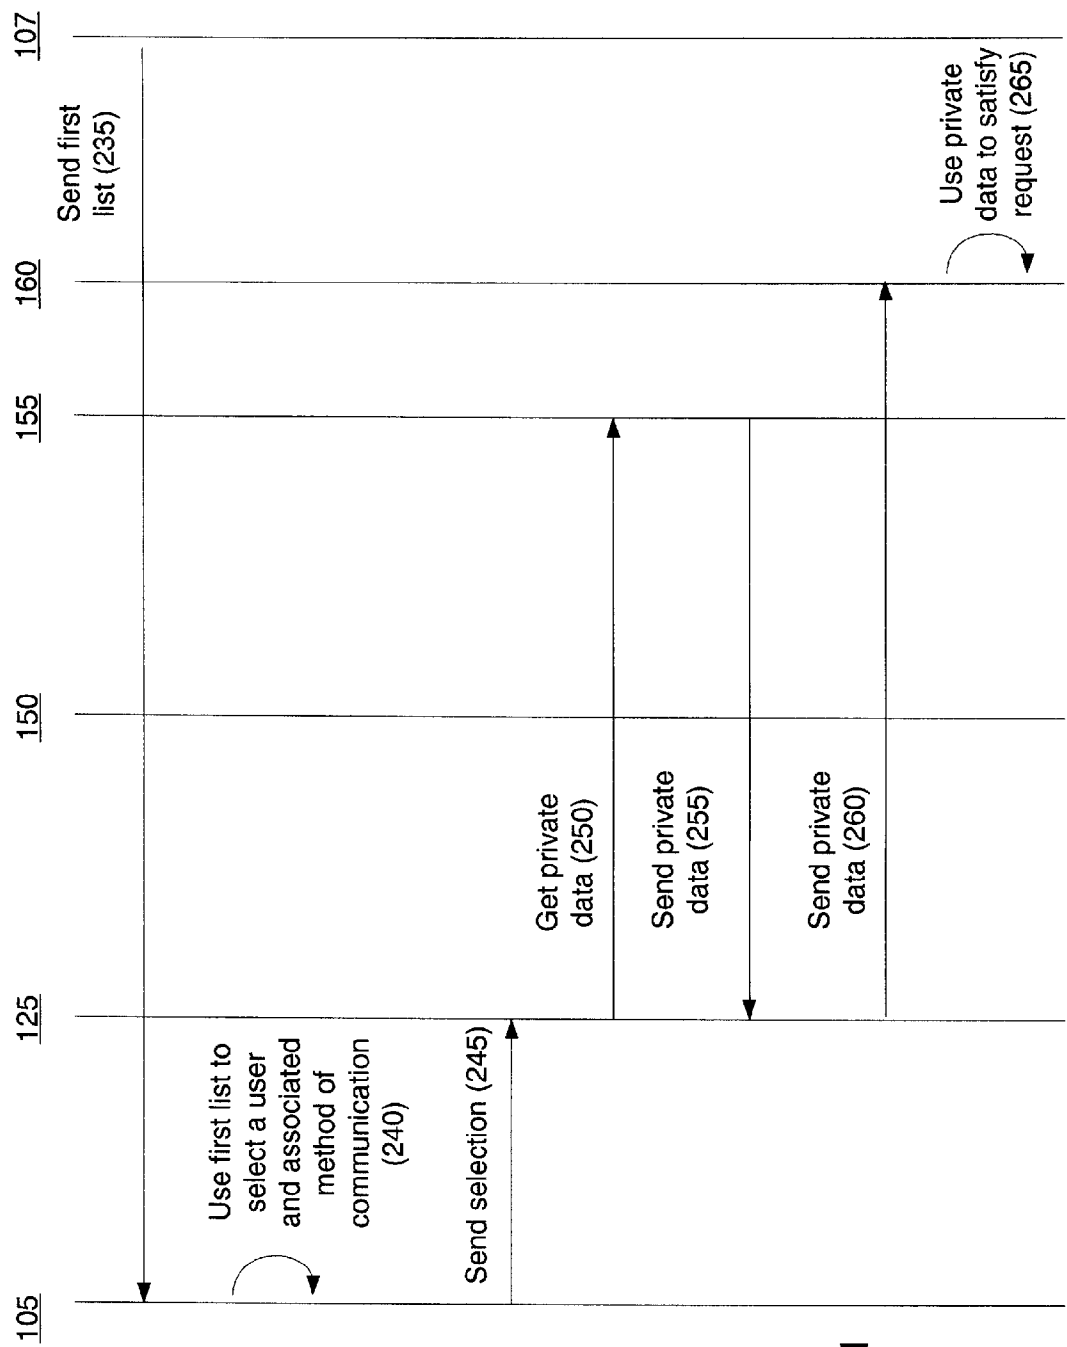 105
125
150
155
160
107
Send first
list (235)
Use first list to
select a user
and associated
method of
communication
(240)
Send selection (245)
Get private
data (250)
Send private
data (255)
Send private
data (260)
Use private
data to satisfy
request (265)